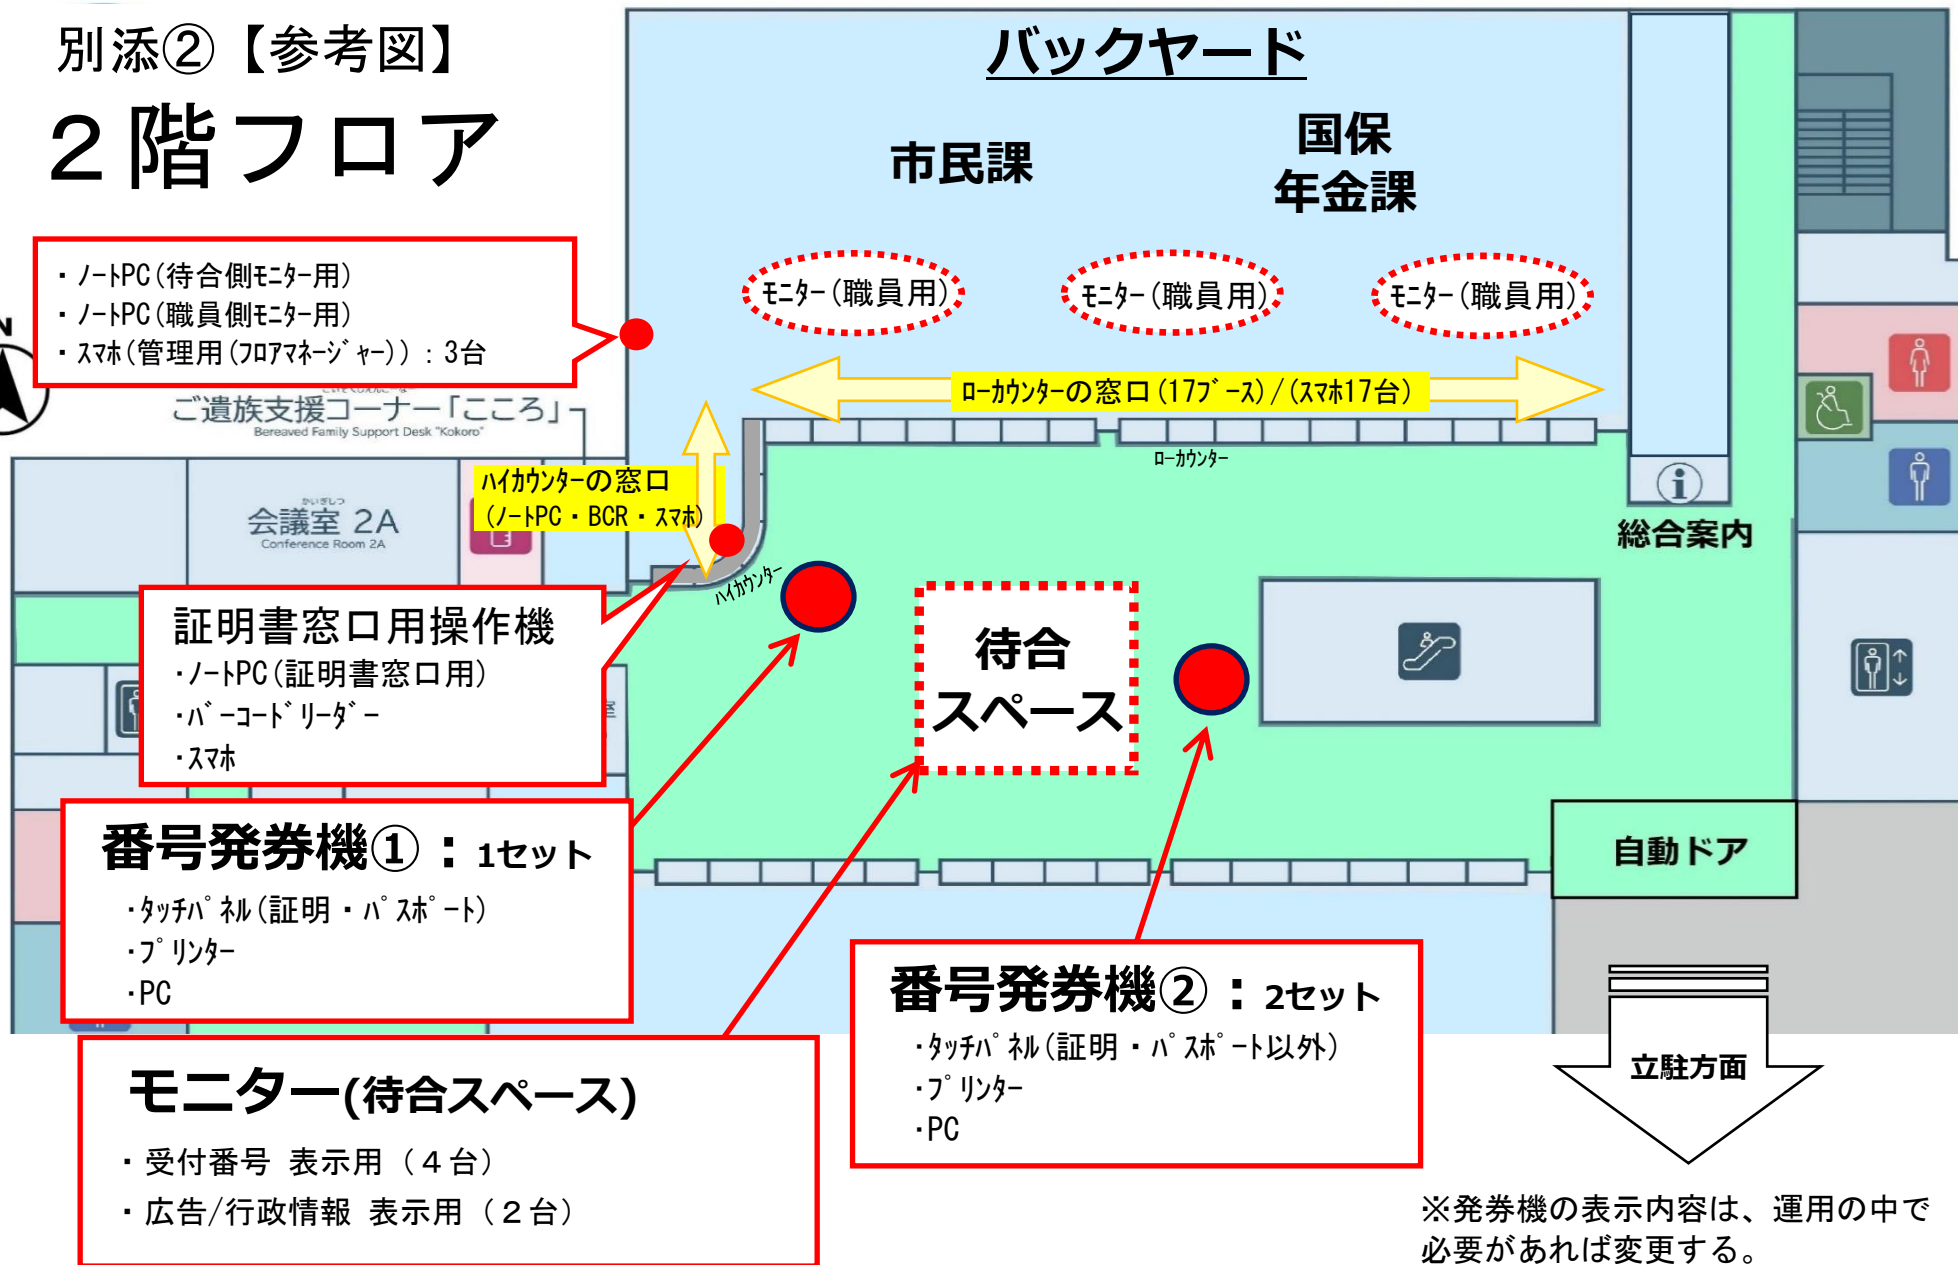 別添②【参考図】
２階フロア
バックヤード
市民課
国保
年金課
・ﾉｰﾄPC(待合側ﾓﾆﾀｰ用)
・ﾉｰﾄPC(職員側ﾓﾆﾀｰ用)
・ｽﾏﾎ(管理用(ﾌﾛｱﾏﾈｰｼﾞｬｰ))：3台
ﾓﾆﾀｰ(職員用)
ﾓﾆﾀｰ(職員用)
ﾓﾆﾀｰ(職員用)
N
ご遺族支援コーナー「こころ」
Bereaved Family Support Desk "Kokoro"
ﾛｰｶｳﾝﾀｰの窓口(17ﾌﾞｰｽ)/(ｽﾏﾎ17台)
ﾛｰｶｳﾝﾀｰ
ﾊｲｶｳﾝﾀｰの窓口
(ﾉｰﾄPC・BCR・ｽﾏﾎ)
かいぎしつ
会議室 2A
Conference Room 2A
ﾊｲｶｳﾝﾀｰ
i
総合案内
証明書窓口用操作機
・ﾉｰﾄPC(証明書窓口用)
・ﾊﾞｰｺｰﾄﾞﾘｰﾀﾞｰ
・ｽﾏﾎ
待合
スペース
室
番号発券機①：1セット
・ﾀｯﾁﾊﾟﾈﾙ(証明・ﾊﾟｽﾎﾟｰﾄ)
・ﾌﾟﾘﾝﾀｰ
・PC
自動ドア
番号発券機②：2セット
・ﾀｯﾁﾊﾟﾈﾙ(証明・ﾊﾟｽﾎﾟｰﾄ以外)
・ﾌﾟﾘﾝﾀｰ
・PC
モニター(待合スペース)
・受付番号 表示用（４台）
・広告/行政情報 表示用（２台）
立駐方面
※発券機の表示内容は、運用の中で
必要があれば変更する。